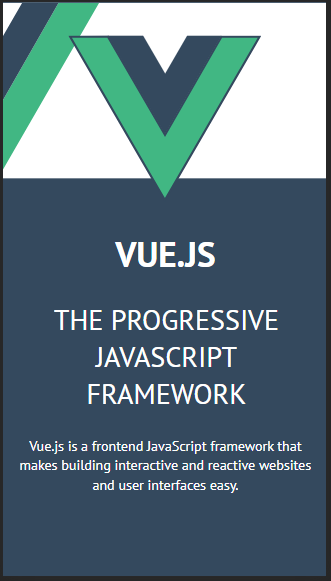 VUE.JS
THE PROGRESSIVE
JAVASCRIPT
FRAMEWORK
Vue.js is a frontend JavaScript framework that
makes building interactive and reactive websites
and user interfaces easy.